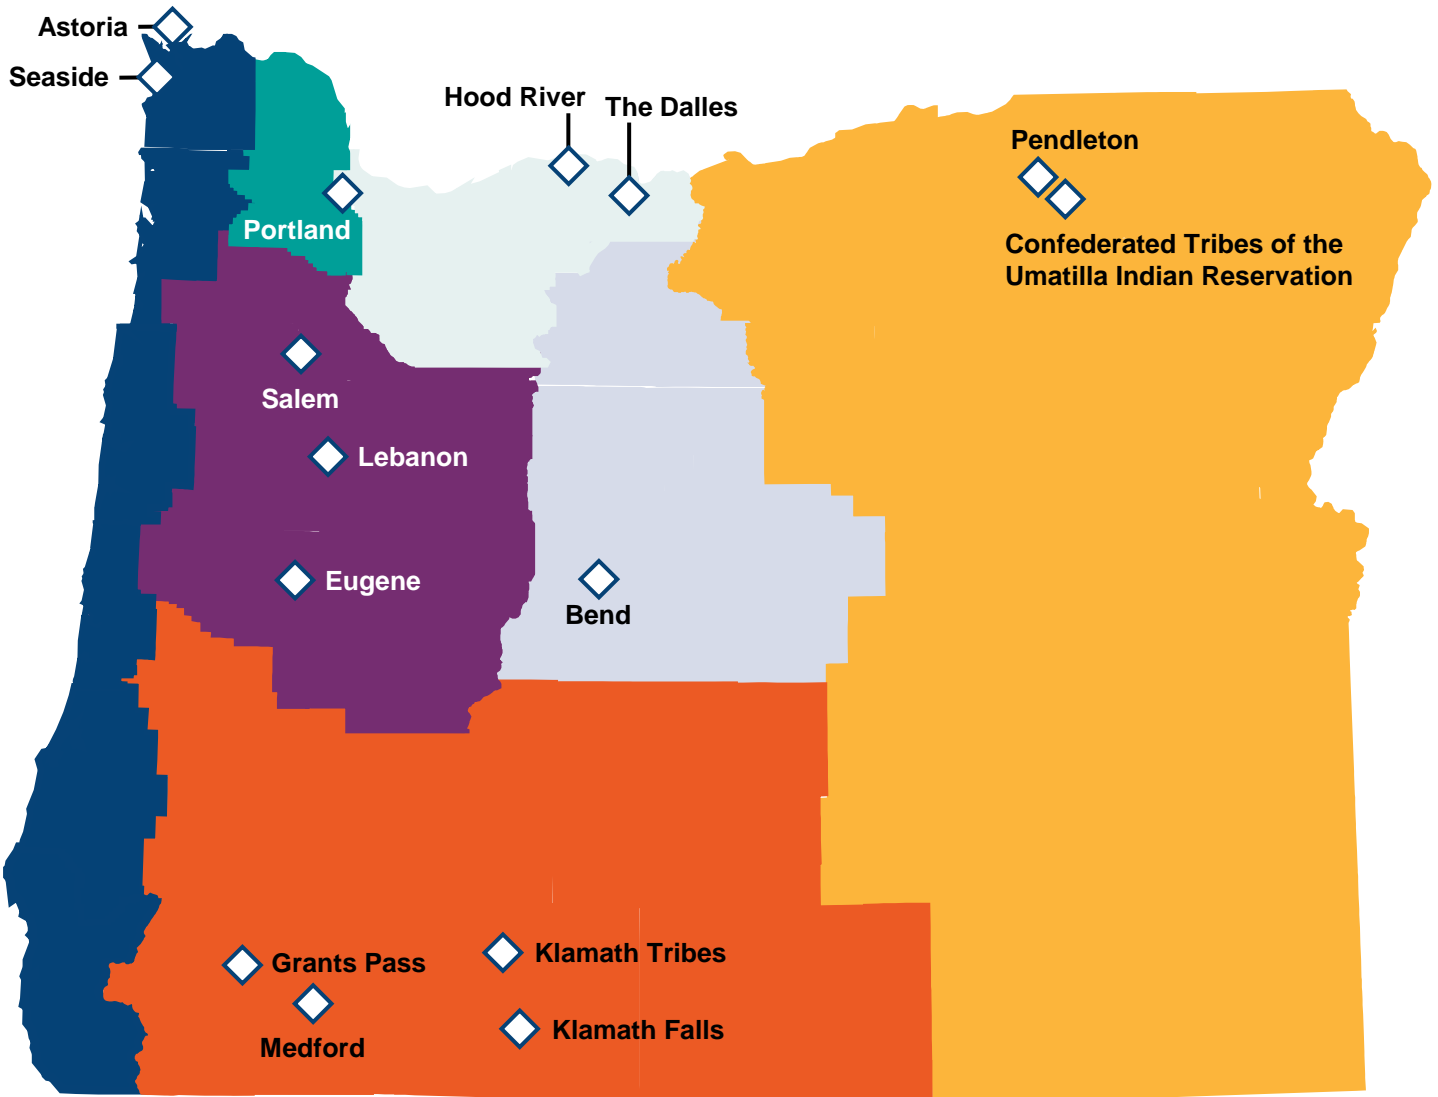 Astoria
Seaside
Hood River
The Dalles
Pendleton
Confederated Tribes of the
Umatilla Indian Reservation
Portland
Salem
Lebanon
Eugene
Bend
Grants Pass
Medford
Klamath Tribes
Klamath Falls